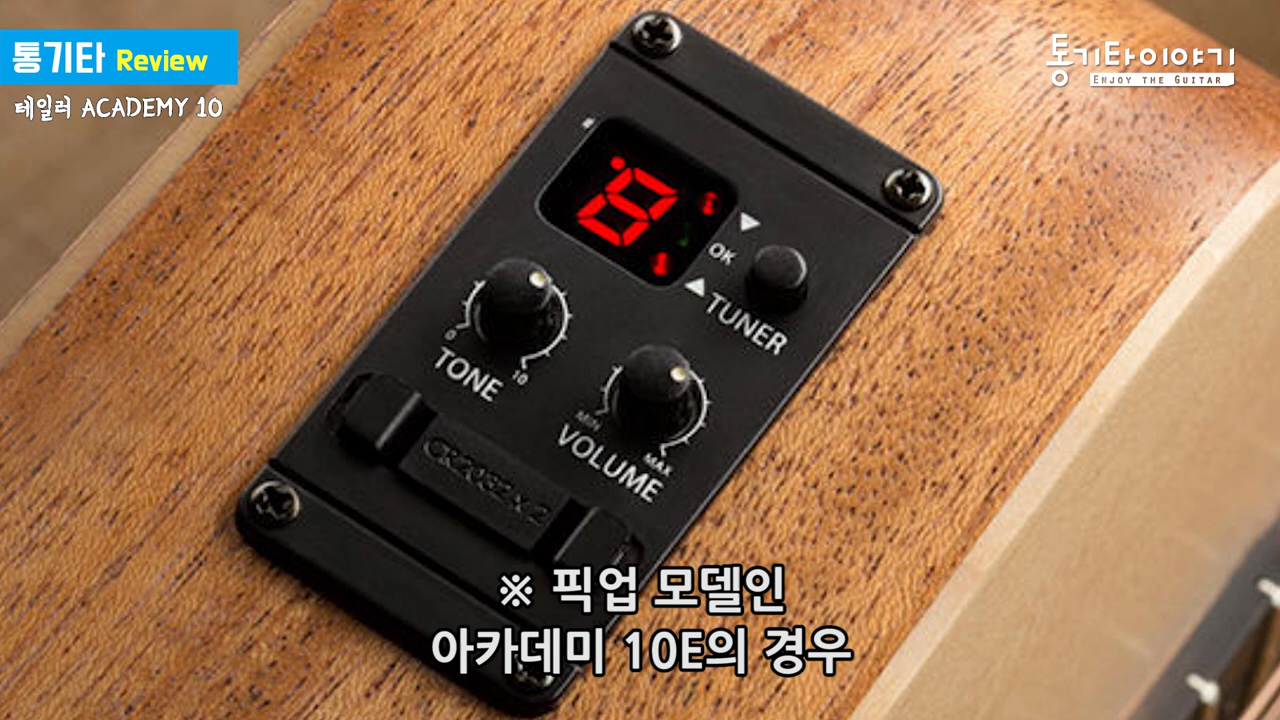 통기타 Review
테일러 ACADEMY 10
통기타이야기
ENJOY THE GUITAR
#
OK
TUNER
0
10
TONE
MIN
MAX
VOLUME
CR2032 x 2
※ 픽업 모델인
아카데미 10E의 경우